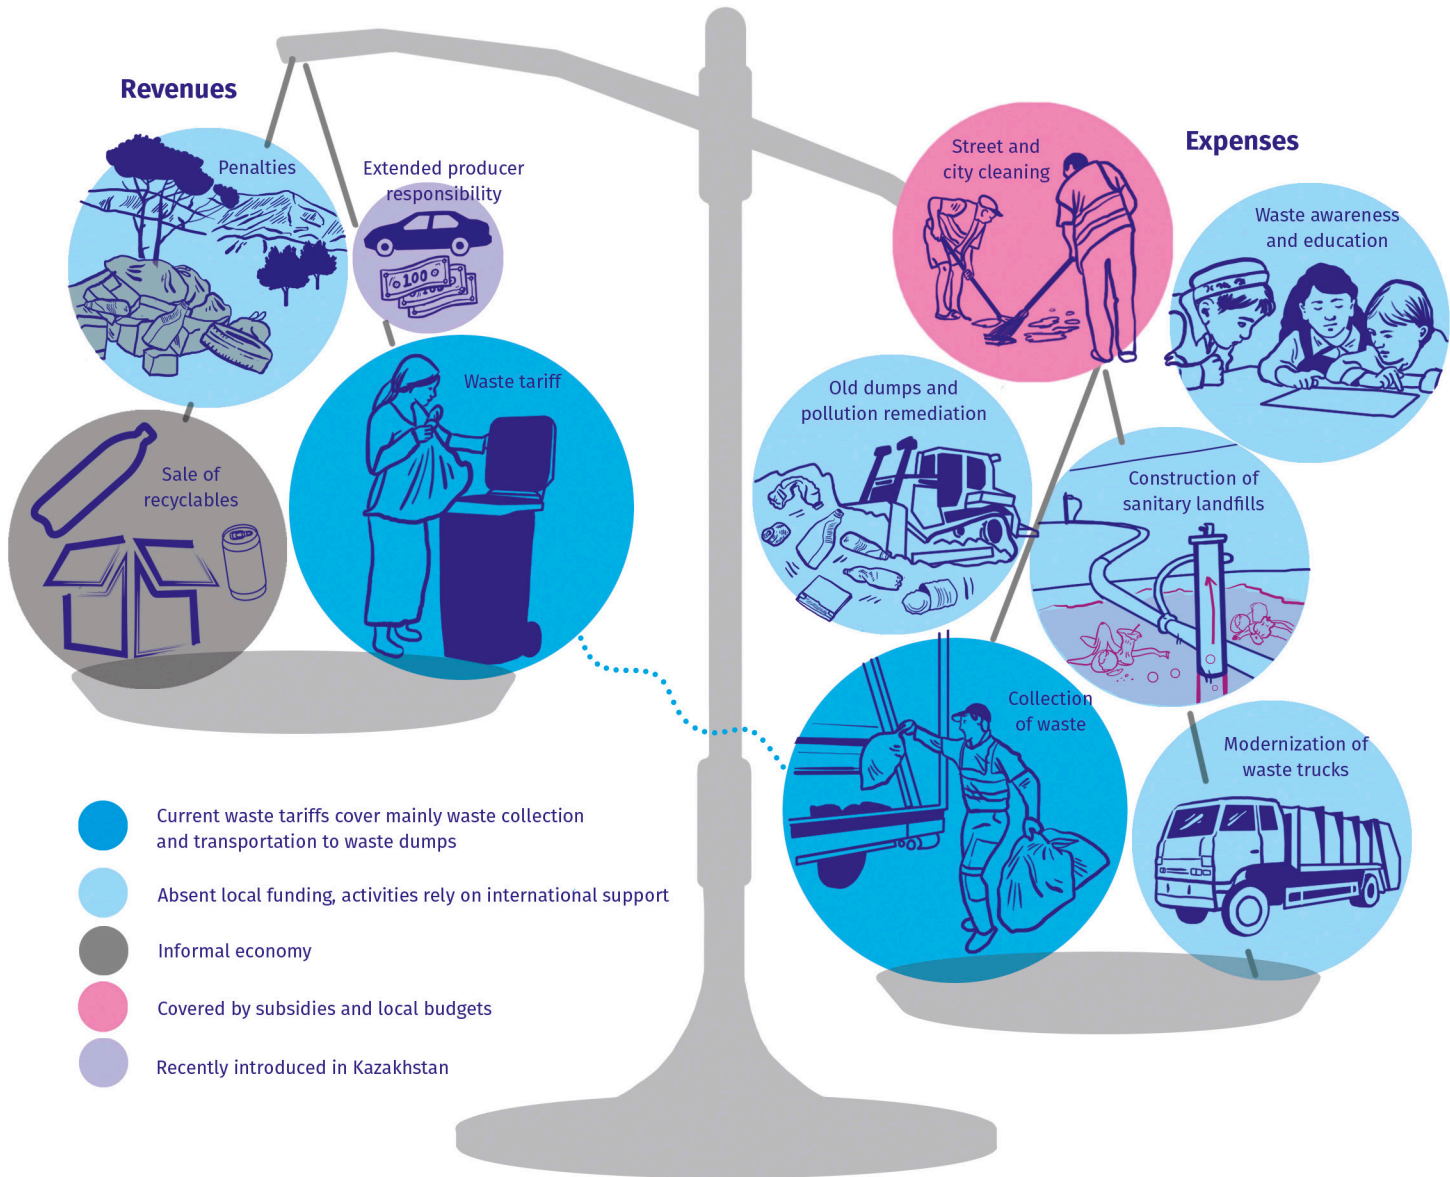 Revenues
Penalties
Extended producer
responsibility
100
100
Waste tariff
Sale of
recyclables
Expenses
Street and
city cleaning
Waste awareness
and education
Old dumps and
pollution remediation
Construction of
sanitary landfills
Collection
of waste
Modernization of
waste trucks
Current waste tariffs cover mainly waste collection
and transportation to waste dumps
Absent local funding, activities rely on international support
Informal economy
Covered by subsidies and local budgets
Recently introduced in Kazakhstan